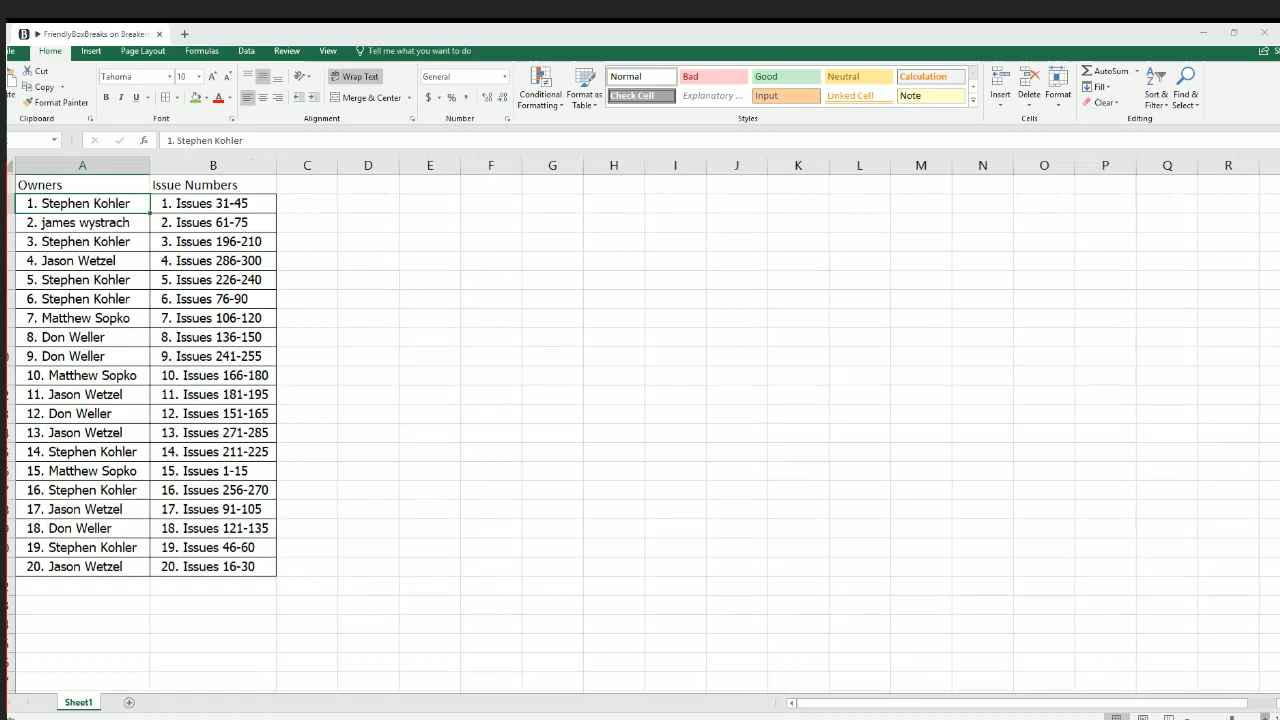 FriendlyBoxBreaks on Breakers
Home Insert Page Layout Formulas Data Review View Tell me what you want to do
Cut
Copy
Format Painter
Clipboard
Tahoma 10
B I U
Font
Wrap Text
Merge & Center
Alignment
General
$ % ,
Number
Conditional Formatting
Format as Table
Normal Bad Good Neutral Calculation
Check Cell Explanatory ... Input Linked Cell Note
Styles
Insert Delete Format
Cells
AutoSum
Fill
Clear
Sort & Filter
Find & Select
Editing
fx 1. Stephen Kohler
A B C D E F G H I J K L M N O P Q R
Owners Issue Numbers
1. Stephen Kohler 1. Issues 31-45
2. james wystrach 2. Issues 61-75
3. Stephen Kohler 3. Issues 196-210
4. Jason Wetzel 4. Issues 286-300
5. Stephen Kohler 5. Issues 226-240
6. Stephen Kohler 6. Issues 76-90
7. Matthew Sopko 7. Issues 106-120
8. Don Weller 8. Issues 136-150
9. Don Weller 9. Issues 241-255
10. Matthew Sopko 10. Issues 166-180
11. Jason Wetzel 11. Issues 181-195
12. Don Weller 12. Issues 151-165
13. Jason Wetzel 13. Issues 271-285
14. Stephen Kohler 14. Issues 211-225
15. Matthew Sopko 15. Issues 1-15
16. Stephen Kohler 16. Issues 256-270
17. Jason Wetzel 17. Issues 91-105
18. Don Weller 18. Issues 121-135
19. Stephen Kohler 19. Issues 46-60
20. Jason Wetzel 20. Issues 16-30
Sheet1